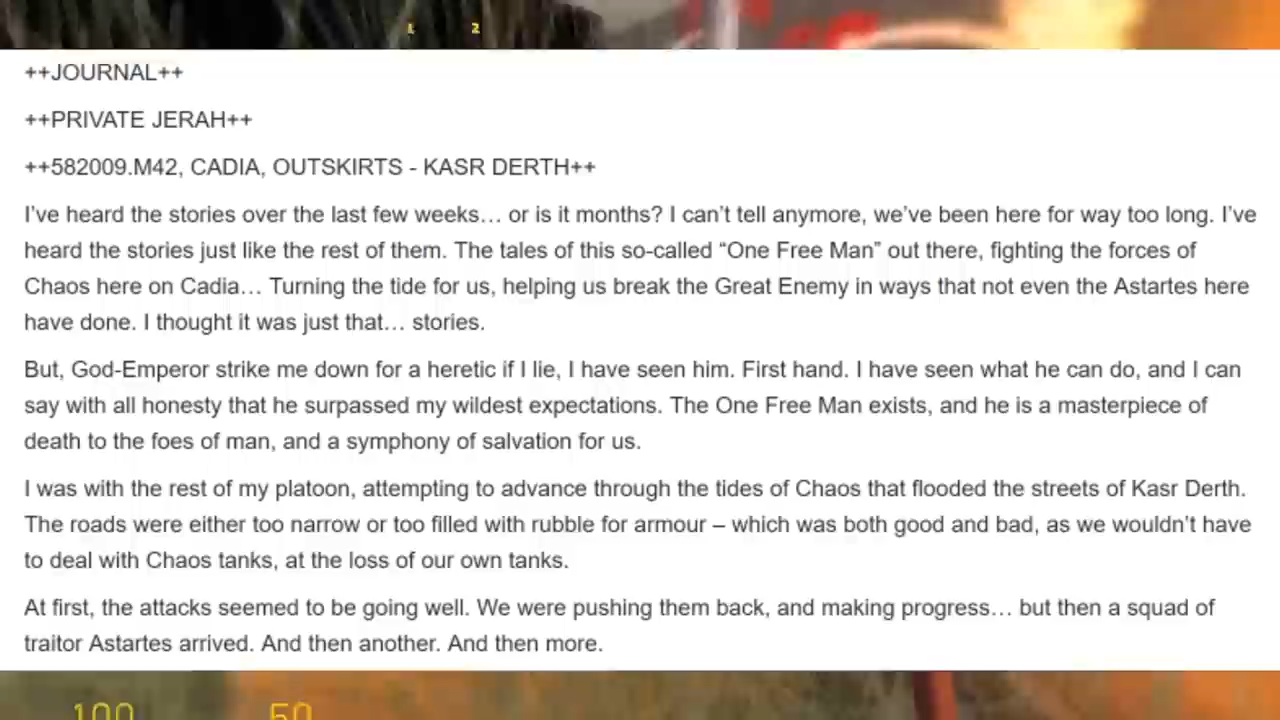 1 2
++JOURNAL++
++PRIVATE JERAH++
++582009.M42, CADIA, OUTSKIRTS - KASR DERTH++
I’ve heard the stories over the last few weeks… or is it months? I can’t tell anymore, we’ve been here for way too long. I’ve
heard the stories just like the rest of them. The tales of this so-called “One Free Man” out there, fighting the forces of
Chaos here on Cadia… Turning the tide for us, helping us break the Great Enemy in ways that not even the Astartes here
have done. I thought it was just that… stories.
But, God-Emperor strike me down for a heretic if I lie, I have seen him. First hand. I have seen what he can do, and I can
say with all honesty that he surpassed my wildest expectations. The One Free Man exists, and he is a masterpiece of
death to the foes of man, and a symphony of salvation for us.
I was with the rest of my platoon, attempting to advance through the tides of Chaos that flooded the streets of Kasr Derth.
The roads were either too narrow or too filled with rubble for armour – which was both good and bad, as we wouldn’t have
to deal with Chaos tanks, at the loss of our own tanks.
At first, the attacks seemed to be going well. We were pushing them back, and making progress… but then a squad of
traitor Astartes arrived. And then another. And then more.
100 50